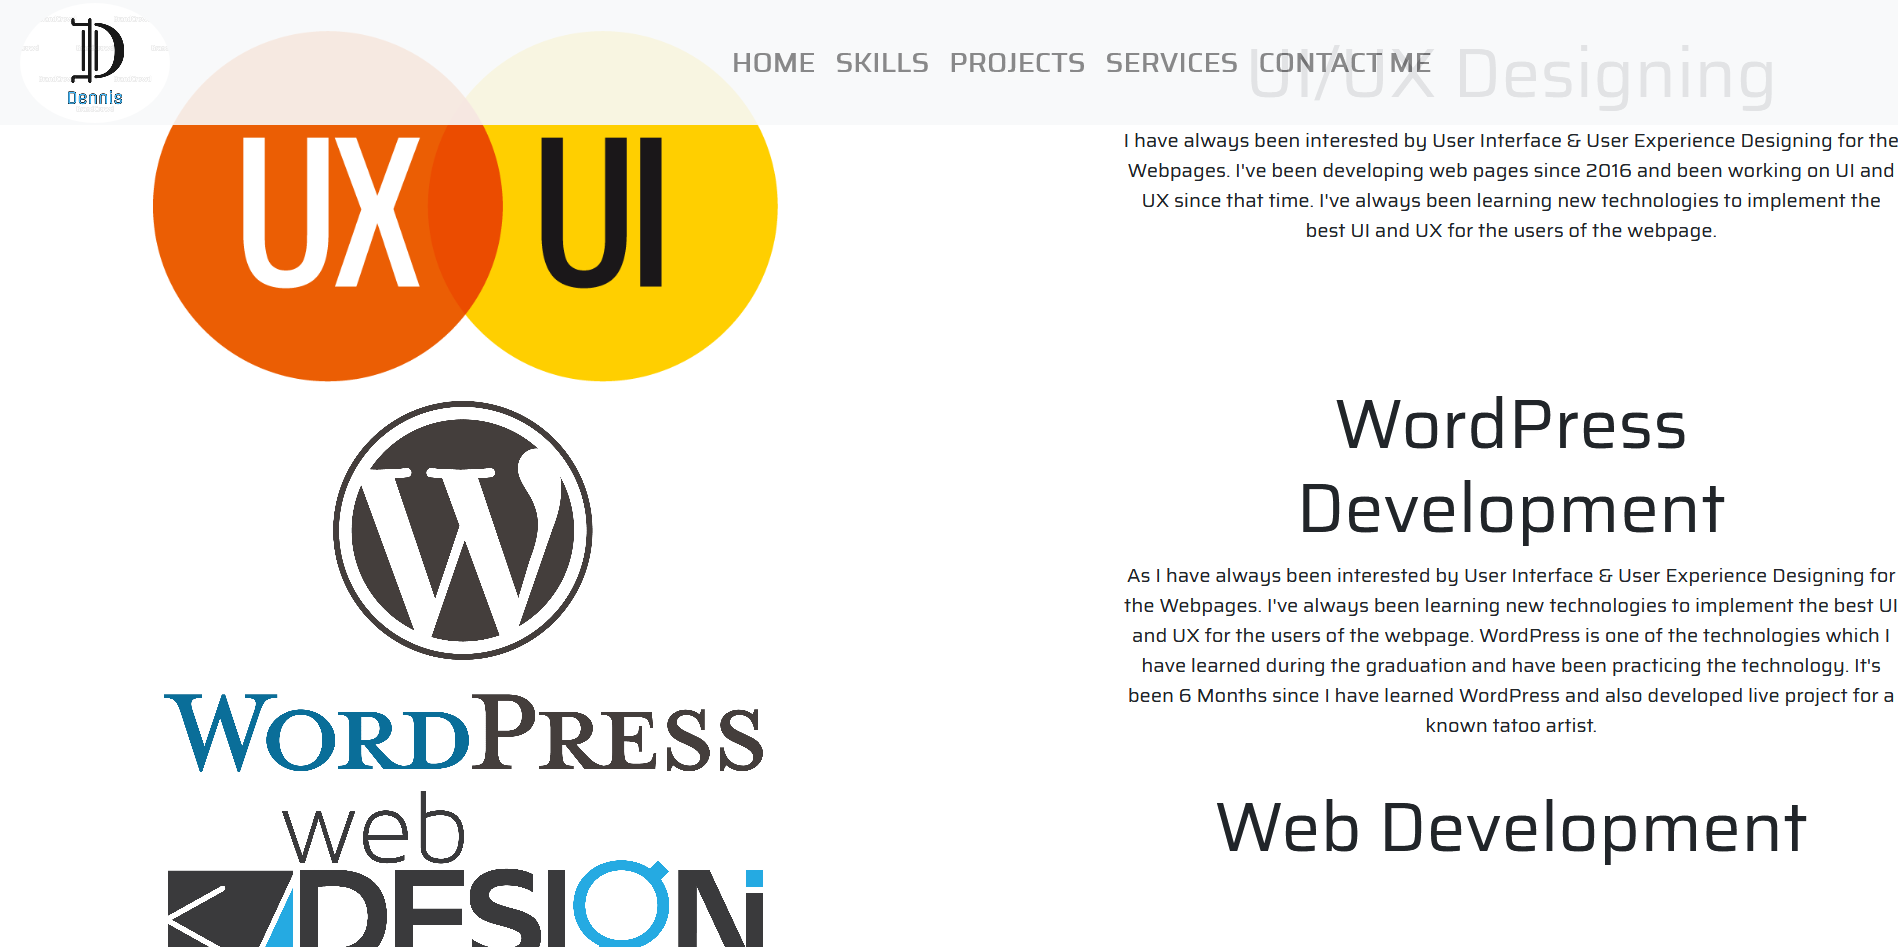 Dennis
HOME SKILLS PROJECTS SERVICES CONTACT ME
UI/UX Designing
UX UI
I have always been interested by User Interface & User Experience Designing for the
Webpages. I've been developing web pages since 2016 and been working on UI and
UX since that time. I've always been learning new technologies to implement the
best UI and UX for the users of the webpage.
W
WORDPRESS
WordPress
Development
As I have always been interested by User Interface & User Experience Designing for
the Webpages. I've always been learning new technologies to implement the best UI
and UX for the users of the webpage. WordPress is one of the technologies which I
have learned during the graduation and have been practicing the technology. It's
been 6 Months since I have learned WordPress and also developed live project for a
known tatoo artist.
web
DESIGN
Web Development